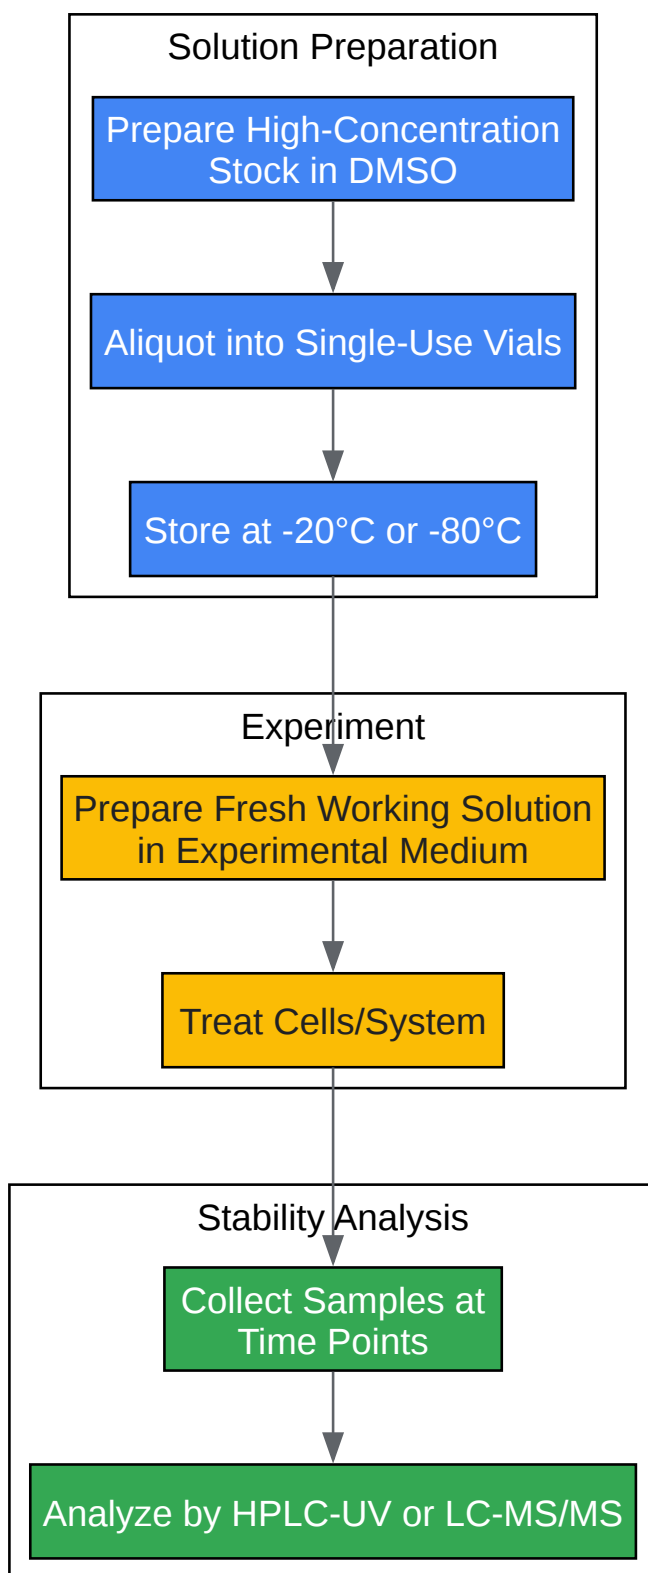 Solution Preparation
Prepare High-Concentration
Stock in DMSO
Aliquot into Single-Use Vials
Store at -20°C or -80°C
Experiment
Prepare Fresh Working Solution
in Experimental Medium
Treat Cells/System
Stability Analysis
Collect Samples at
Time Points
Analyze by HPLC-UV or LC-MS/MS